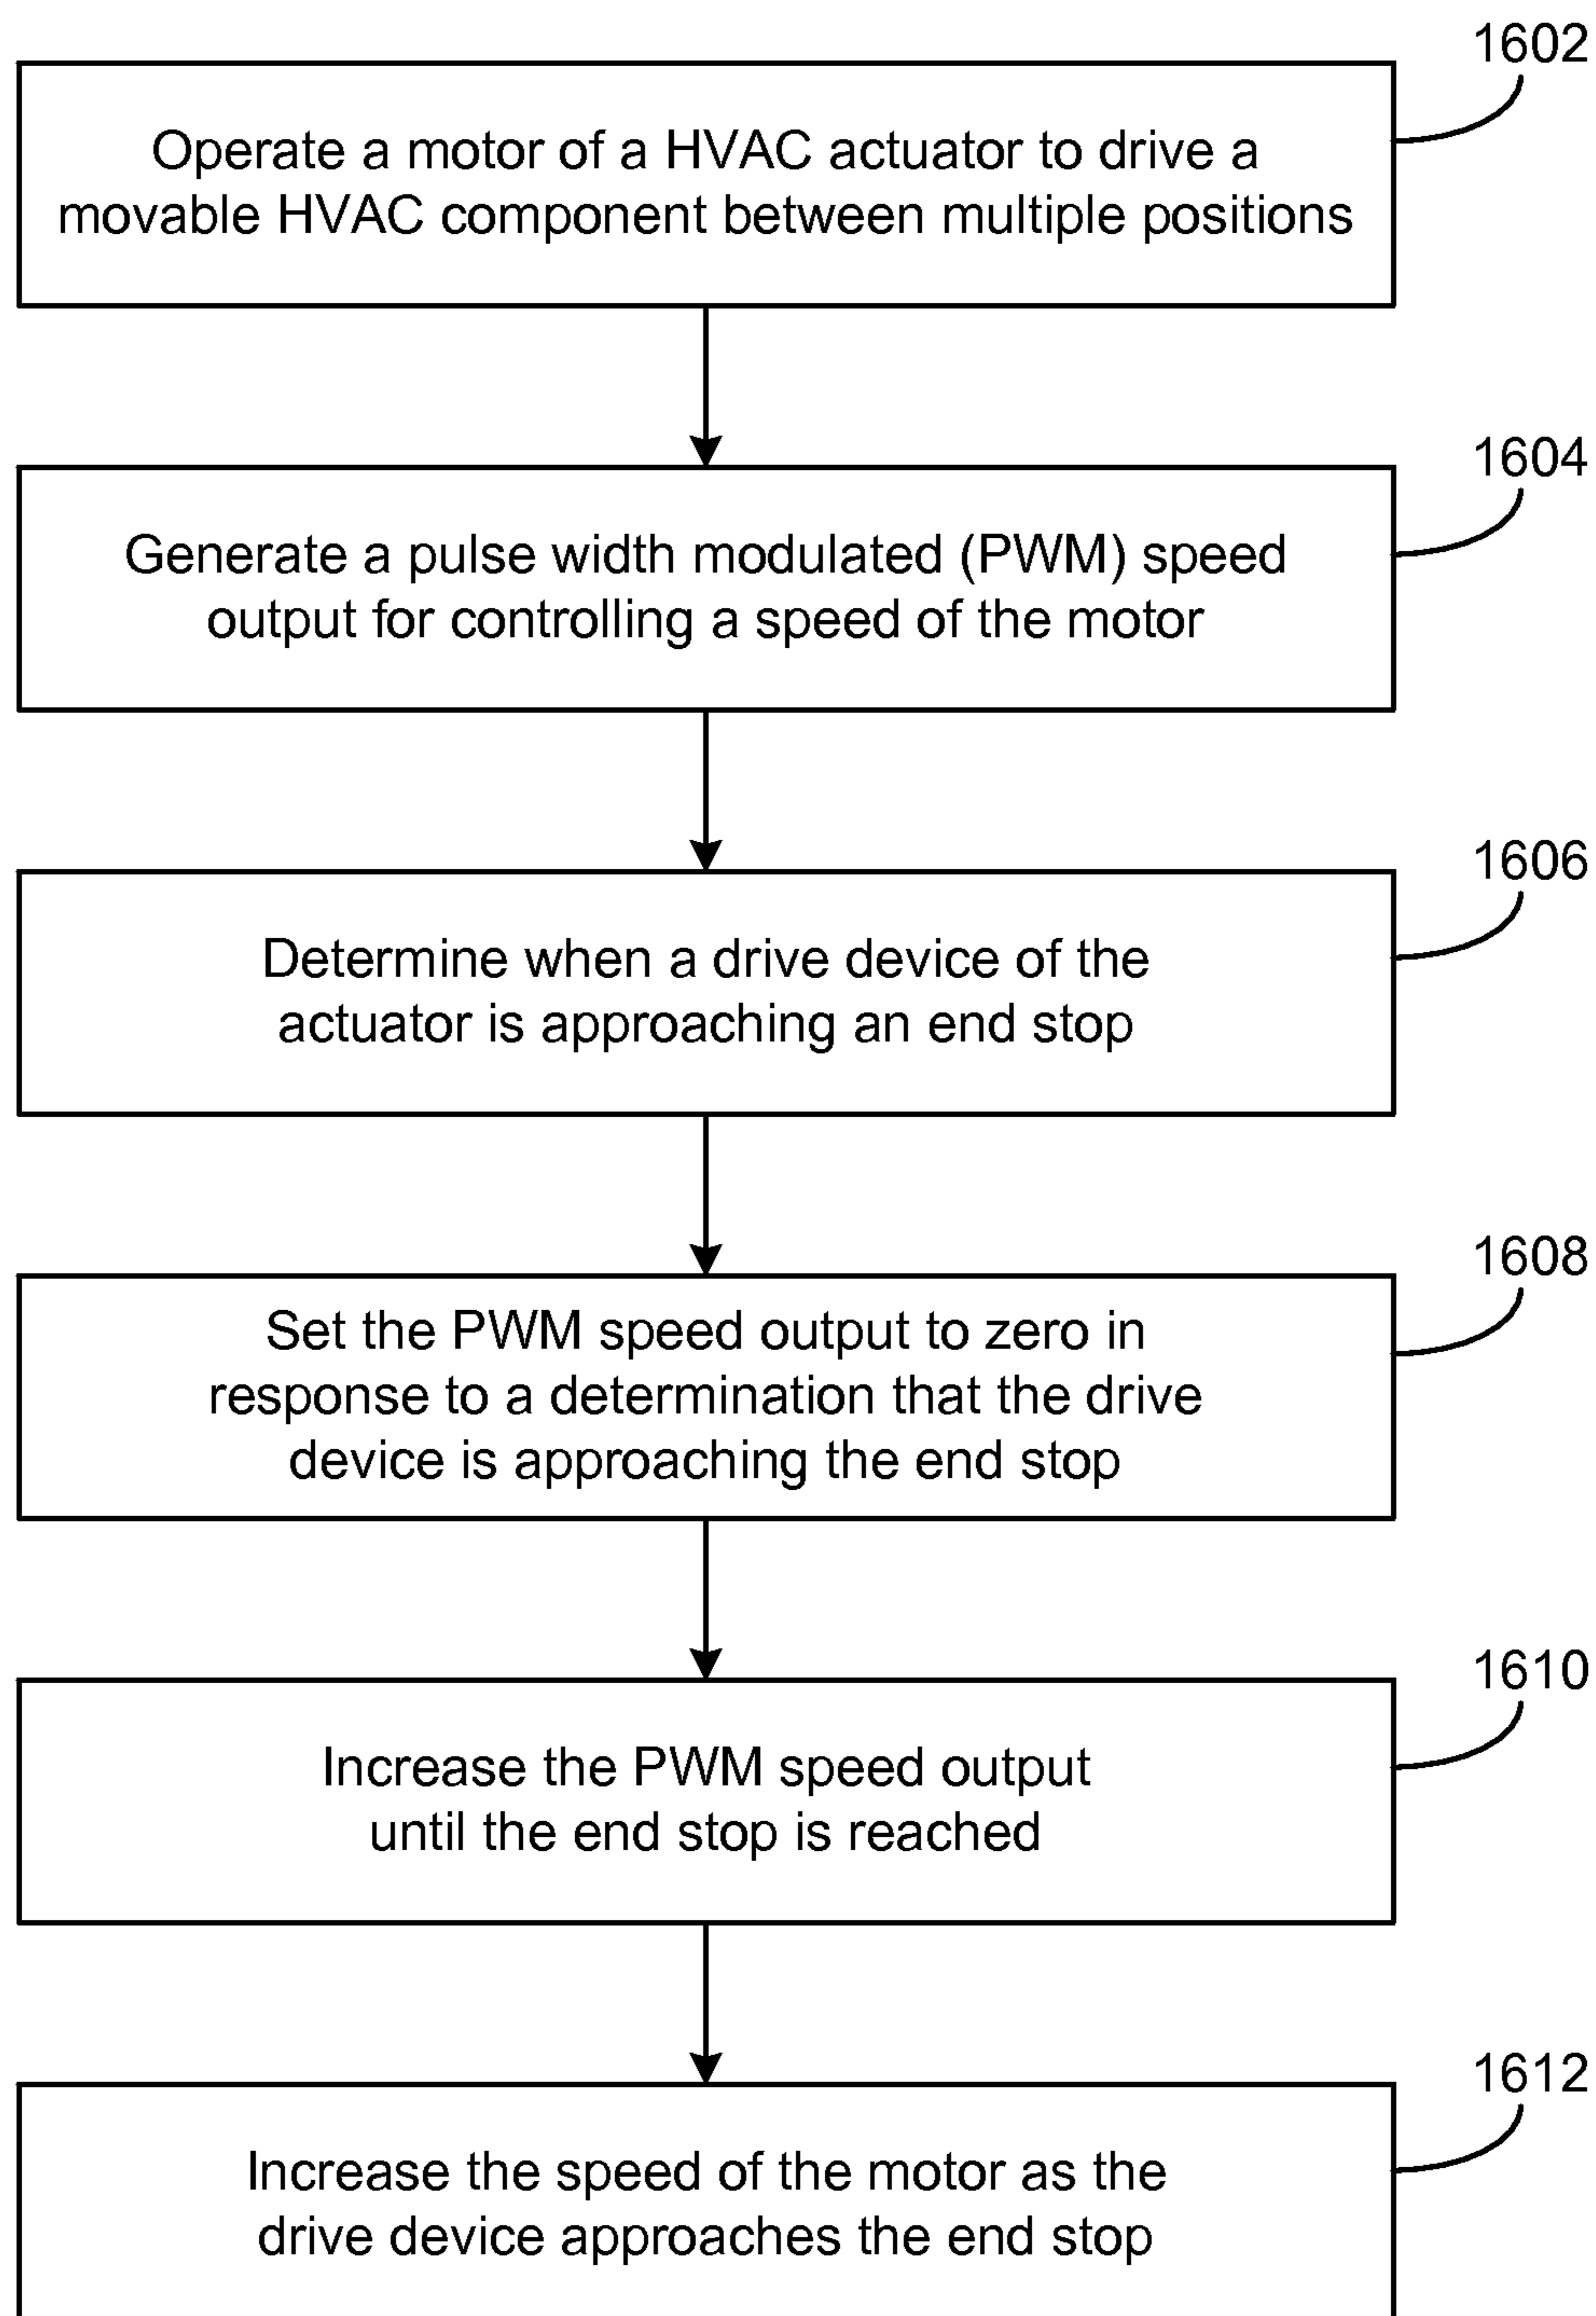 1602
Operate a motor of a HVAC actuator to drive a
movable HVAC component between multiple positions
1604
Generate a pulse width modulated (PWM) speed
output for controlling a speed of the motor
1606
Determine when a drive device of the
actuator is approaching an end stop
1608
Set the PWM speed output to zero in
response to a determination that the drive
device is approaching the end stop
1610
Increase the PWM speed output
until the end stop is reached
1612
Increase the speed of the motor as the
drive device approaches the end stop